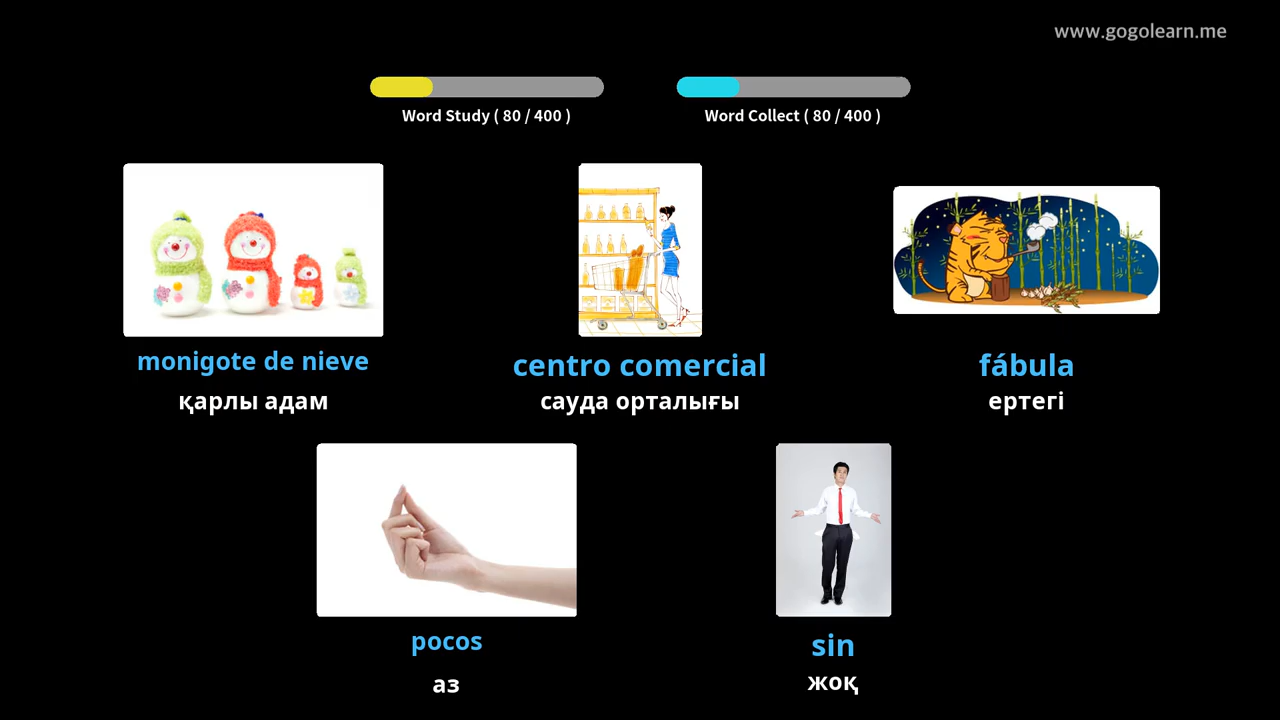 www.gogolearn.me
Word Study ( 80 / 400 )
Word Collect ( 80 / 400 )
monigote de nieve
қарлы адам
centro comercial
сауда орталығы
fábula
ертегі
pocos
аз
sin
жоқ